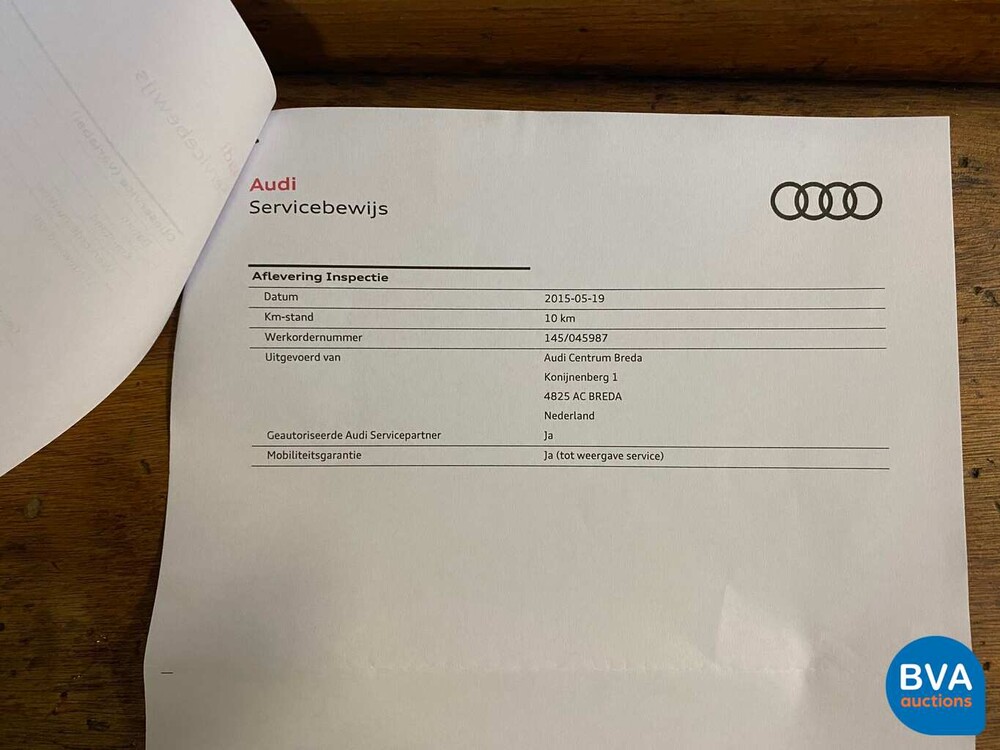 Audi
Servicebewijs
Aflevering Inspectie
Datum 2015-05-19
Km-stand 10 km
Werkordernummer 145/045987
Uitgevoerd van Audi Centrum Breda
Konijnenberg 1
4825 AC BREDA
Nederland
Geautoriseerde Audi Servicepartner Ja
Mobiliteitsgarantie Ja (tot weergave service)
BVA
auctions